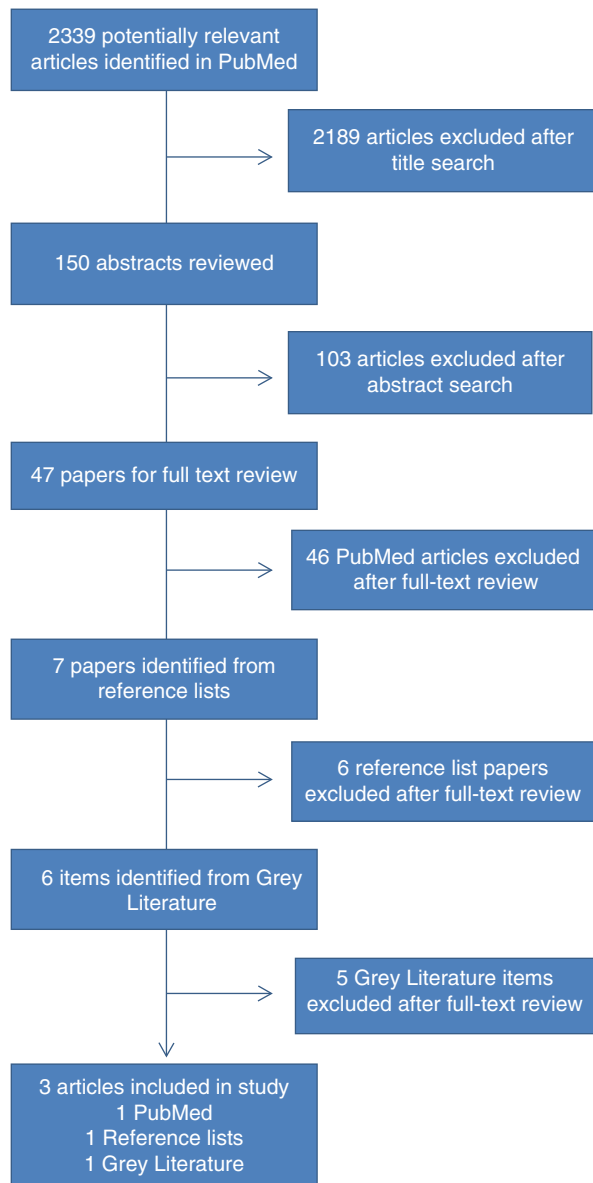 2339 potentially relevant
articles identified in PubMed
2189 articles excluded after
title search
150 abstracts reviewed
103 articles excluded after
abstract search
47 papers for full text review
46 PubMed articles excluded
after full-text review
7 papers identified from
reference lists
6 reference list papers
excluded after full-text review
6 items identified from Grey
Literature
5 Grey Literature items
excluded after full-text review
3 articles included in study
1 PubMed
1 Reference lists
1 Grey Literature